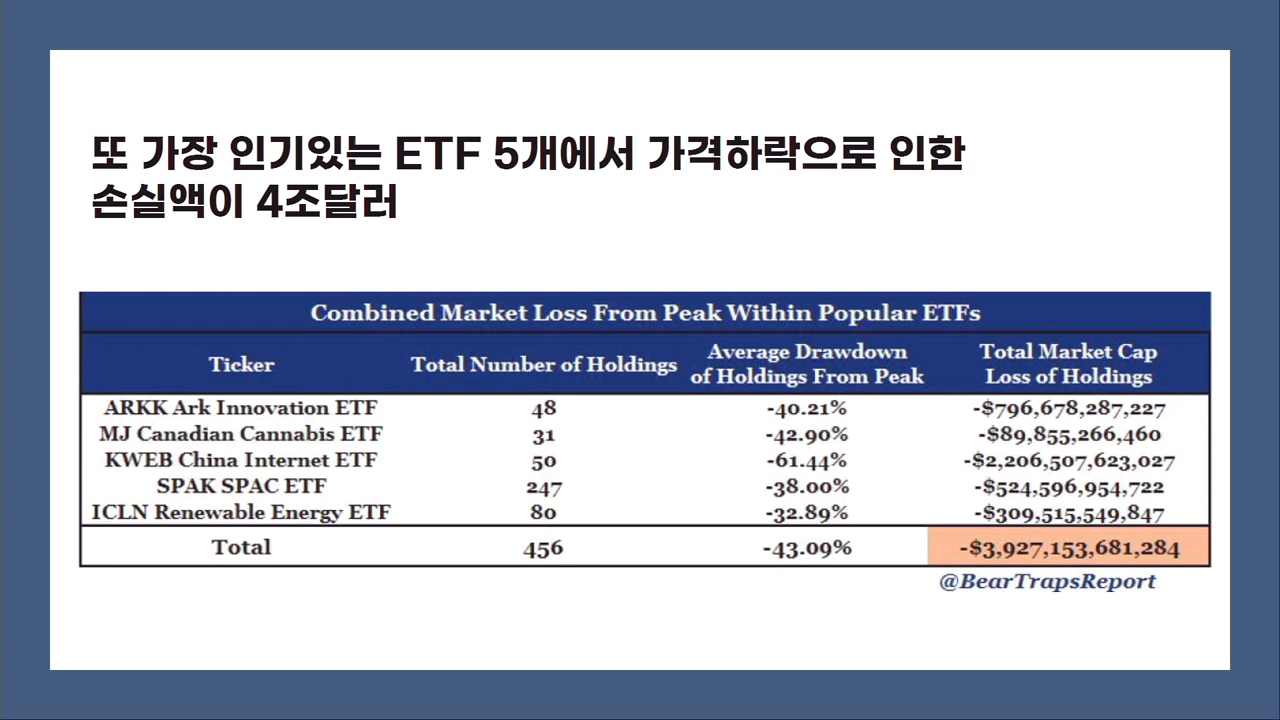 또 가장 인기있는 ETF 5개에서 가격하락으로 인한
손실액이 4조달러
Combined Market Loss From Peak Within Popular ETFs
Ticker Total Number of Holdings Average Drawdown of Holdings From Peak Total Market Cap Loss of Holdings
ARKK Ark Innovation ETF 48 -40.21% -$796,678,287,227
MJ Canadian Cannabis ETF 31 -42.90% -$89,855,266,460
KWEB China Internet ETF 50 -61.44% -$2,206,507,623,027
SPAK SPAC ETF 247 -38.00% -$524,596,954,722
ICLN Renewable Energy ETF 80 -32.89% -$309,515,549,847
Total 456 -43.09% -$3,927,153,681,284
@BearTrapsReport